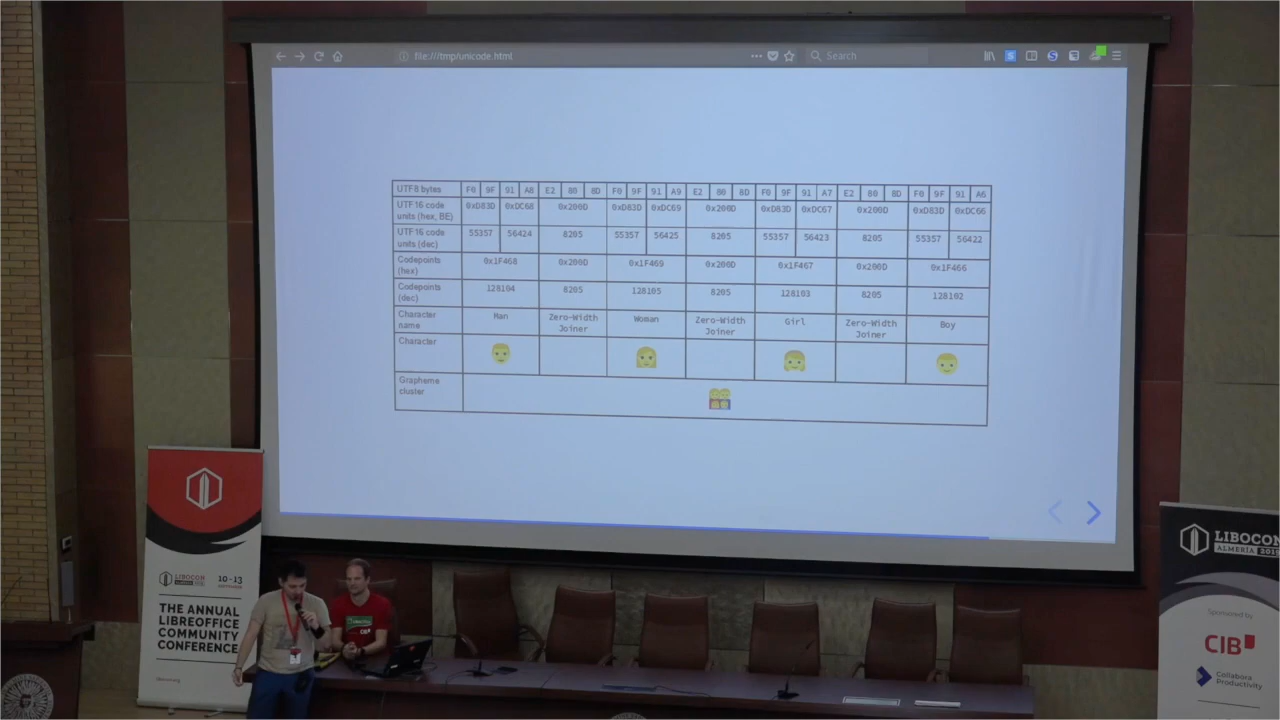 file:///tmp/unicode.html
Search
UTF8 bytes F0 9F 91 A8 E2 80 8D F0 9F 91 A9 E2 80 8D F0 9F 91 A7 E2 80 8D F0 9F 91 A6
UTF16 code units (hex, BE) 0xD83D 0xDC68 0x200D 0xD83D 0xDC69 0x200D 0xD83D 0xDC67 0x200D 0xD83D 0xDC66
UTF16 code units (dec) 55357 56424 8205 55357 56425 8205 55357 56423 8205 55357 56422
Codepoints (hex) 0x1F468 0x200D 0x1F469 0x200D 0x1F467 0x200D 0x1F466
Codepoints (dec) 128104 8205 128105 8205 128103 8205 128102
Character name Man Zero-Width Joiner Woman Zero-Width Joiner Girl Zero-Width Joiner Boy
Character
Grapheme cluster
LIBOCON
ALMERÍA 2019
10-13
THE ANNUAL
LIBREOFFICE
COMMUNITY
CONFERENCE
LIBOCON
ALMERÍA 2019
Sponsored by
CIB
Collabora
Productivity